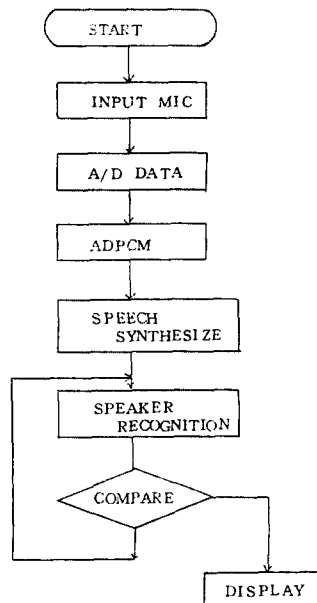 START
INPUT MIC
A/D DATA
ADPCM
SPEECH
SYNTHESIZE
SPEAKER
RECOGNITION
COMPARE
DISPLAY